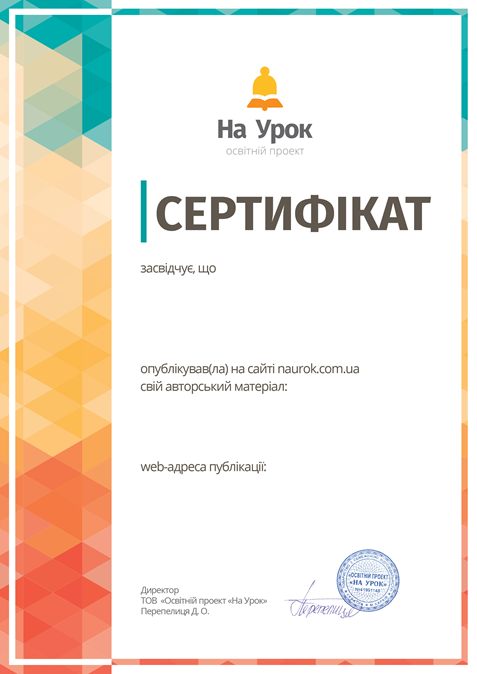 На Урок
освітній проект
СЕРТИФІКАТ
засвідчує, що
опублікував(ла) на сайті naurok.com.ua
свій авторський матеріал:
web-адреса публікації:
Директор
ТОВ «Освітній проект «На Урок»
Перепелиця Д. О.
Перепелиця
«ОСВІТНІЙ ПРОЕКТ
«НА УРОК»